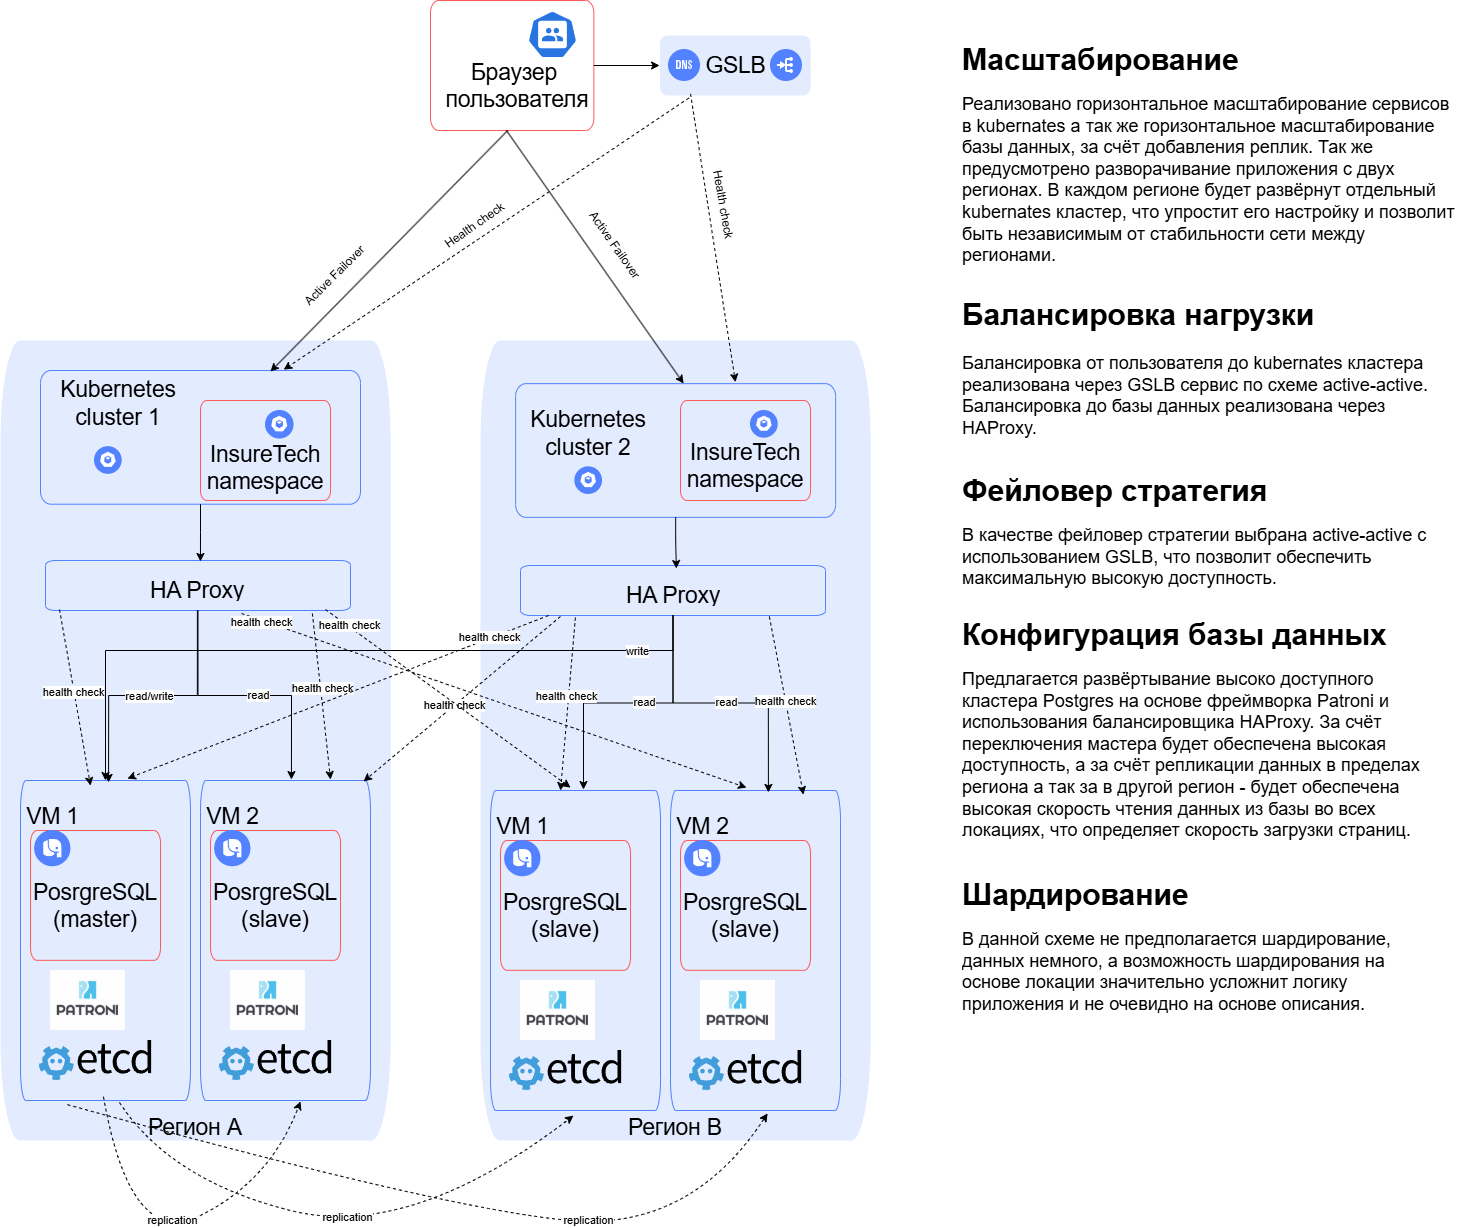 Браузер
пользователя
DNS
GSLB
Health check
Health check
Active Failover
Active Failover
Kubernetes
cluster 1
InsureTech
namespace
Kubernetes
cluster 2
InsureTech
namespace
HA Proxy
HA Proxy
health check
health check
health check
write
health check
read/write
read
health check
health check
health check
read
read
health check
VM 1
PosrgreSQL
(master)
PATRONI
etcd
VM 2
PosrgreSQL
(slave)
PATRONI
etcd
VM 1
PosrgreSQL
(slave)
PATRONI
etcd
VM 2
PosrgreSQL
(slave)
PATRONI
etcd
Регион А
Регион В
replication
replication
replication
Масштабирование
Реализовано горизонтальное масштабирование сервисов
в kubernates а так же горизонтальное масштабирование
базы данных, за счёт добавления реплик. Так же
предусмотрено разворачивание приложения с двух
регионах. В каждом регионе будет развёрнут отдельный
kubernates кластер, что упростит его настройку и позволит
быть независимым от стабильности сети между
регионами.
Балансировка нагрузки
Балансировка от пользователя до kubernates кластера
реализована через GSLB сервис по схеме active-active.
Балансировка до базы данных реализована через
HAProxy.
Фейловер стратегия
В качестве фейловер стратегии выбрана active-active с
использованием GSLB, что позволит обеспечить
максимальную высокую доступность.
Конфигурация базы данных
Предлагается развёртывание высоко доступного
кластера Postgres на основе фреймворка Patroni и
использования балансировщика HAProxy. За счёт
переключения мастера будет обеспечена высокая
доступность, а за счёт репликации данных в пределах
региона а так за в другой регион - будет обеспечена
высокая скорость чтения данных из базы во всех
локациях, что определяет скорость загрузки страниц.
Шардирование
В данной схеме не предполагается шардирование,
данных немного, а возможность шардирования на
основе локации значительно усложнит логику
приложения и не очевидно на основе описания.